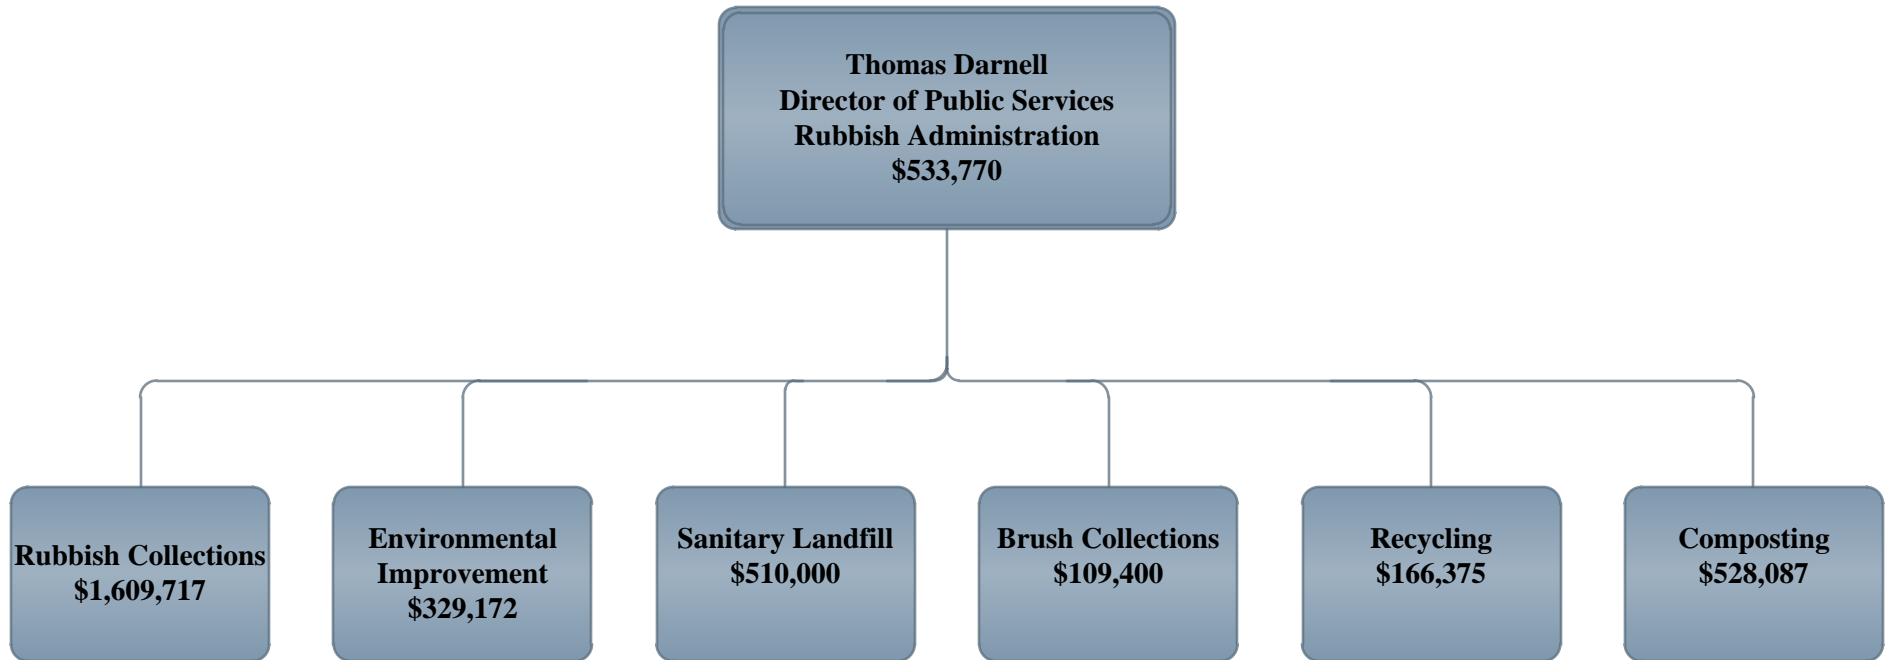 Thomas Darnell
Director of Public Services
Rubbish Administration
$533,770
Rubbish Collections
$1,609,717
Environmental
Improvement
$329,172
Sanitary Landfill
$510,000
Brush Collections
$109,400
Recycling
$166,375
Composting
$528,087